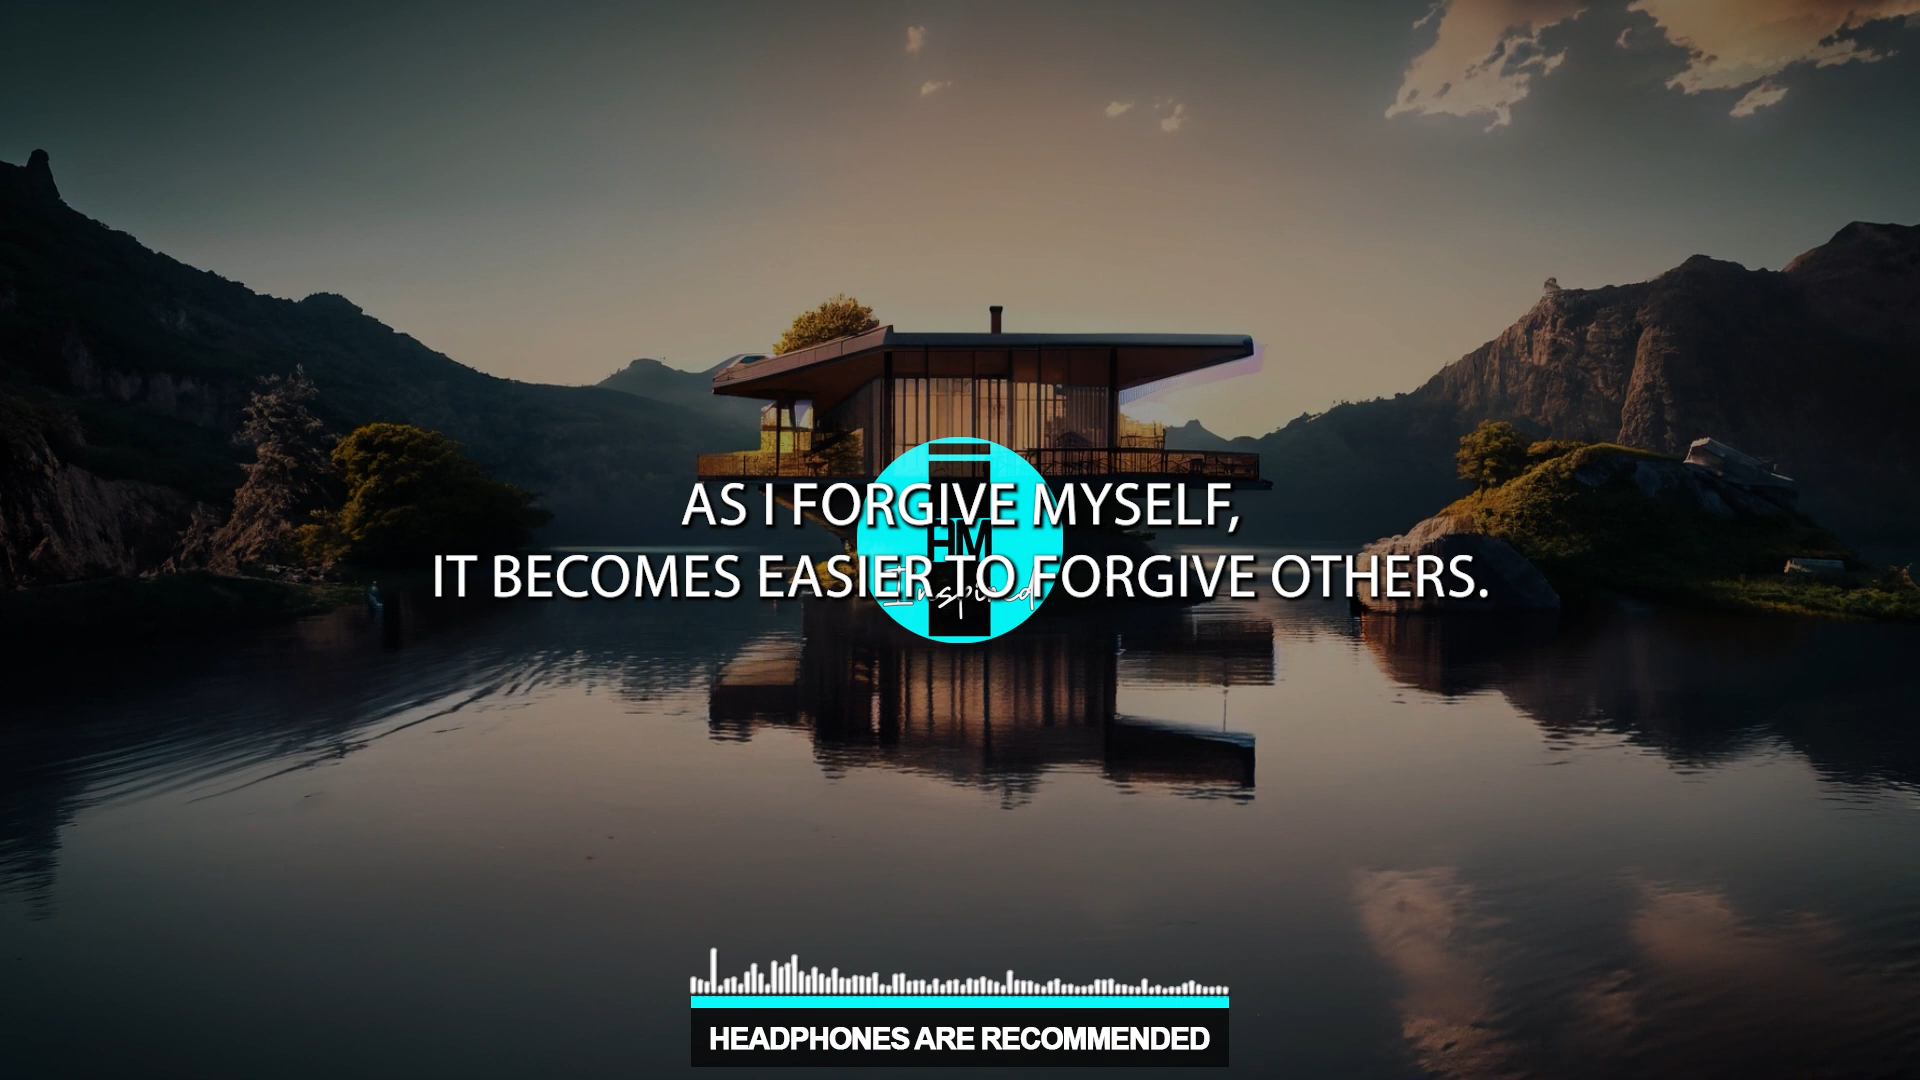 AS I FORGIVE MYSELF,
HM
IT BECOMES EASIER TO FORGIVE OTHERS.
Inspired
HEADPHONES ARE RECOMMENDED